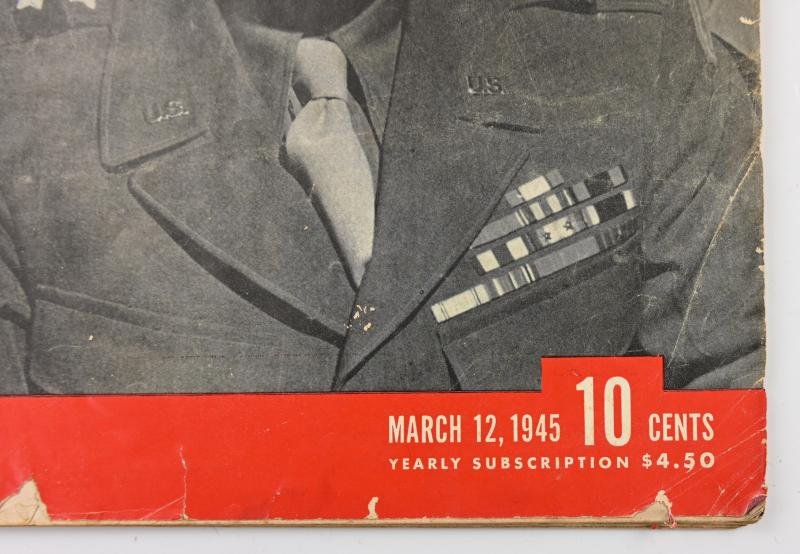 U.S.
U.S.
MARCH 12, 1945 10 CENTS
YEARLY SUBSCRIPTION $4.50